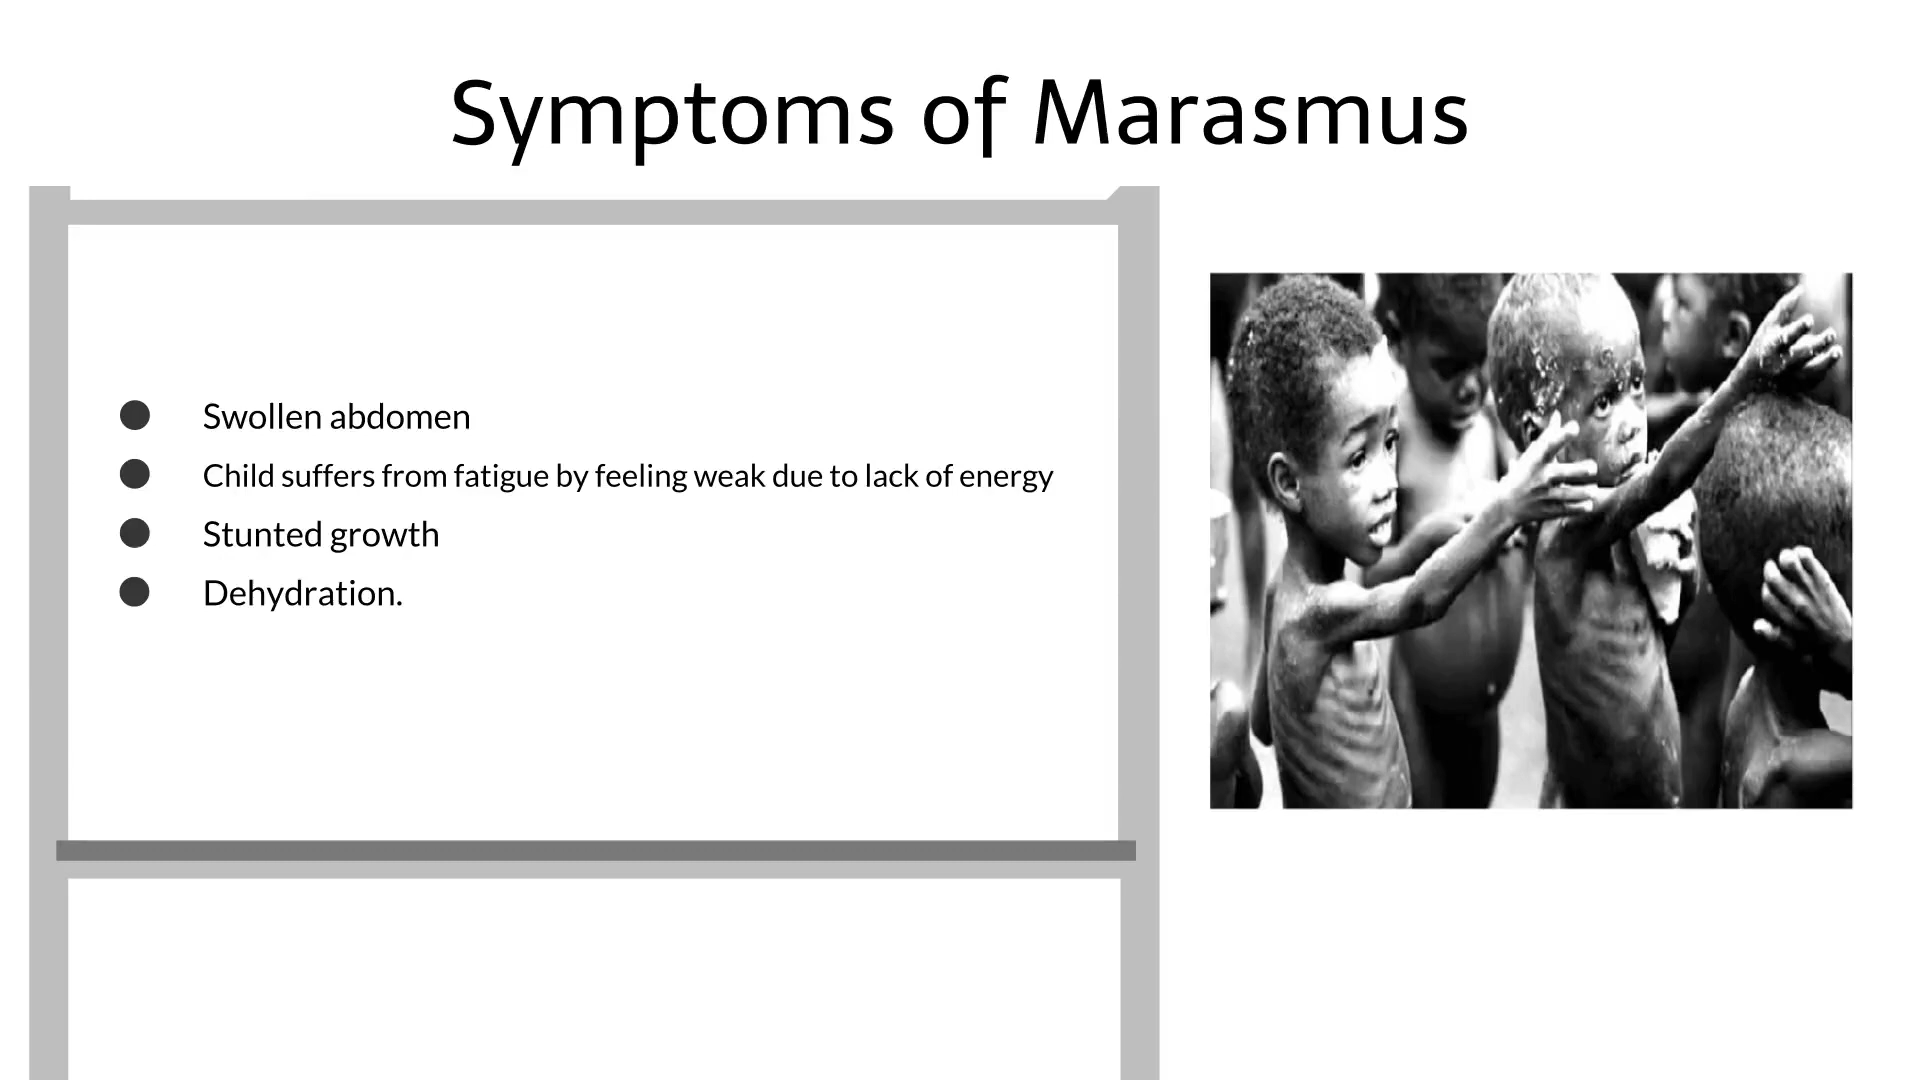 Symptoms of Marasmus
Swollen abdomen
Child suffers from fatigue by feeling weak due to lack of energy
Stunted growth
Dehydration.